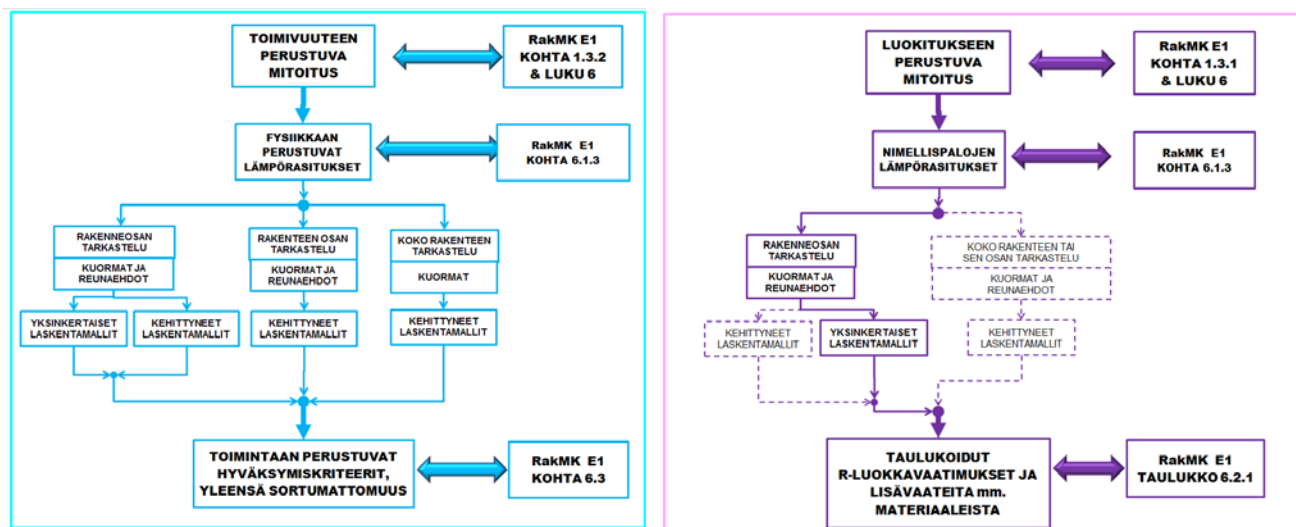 TOIMIVUUTEEN
PERUSTUVA
MITOITUS
RakMK E1
KOHTA 1.3.2
& LUKU 6
FYSIIKKAAN
PERUSTUVAT
LÄMPÖRASITUKSET
RakMK E1
KOHTA 6.1.3
RAKENNEOSAN
TARKASTELU
KUORMAT JA
REUNAEHDOT
RAKENTEEN OSAN
TARKASTELU
KUORMAT JA
REUNAEHDOT
KOKO RAKENTEEN
TARKASTELU
KUORMAT
YKSINKERTAISET
LASKENTAMALLIT
KEHITTYNEET
LASKENTAMALLIT
KEHITTYNEET
LASKENTAMALLIT
KEHITTYNEET
LASKENTAMALLIT
TOIMINTAAN PERUSTUVAT
HYVÄKSYMISKRITEERIT,
YLEENSÄ SORTUMATTOMUUS
RakMK E1
KOHTA 6.3
LUOKITUKSEEN
PERUSTUVA
MITOITUS
RakMK E1
KOHTA 1.3.1
& LUKU 6
NIMELLISPALOJEN
LÄMPÖRASITUKSET
RakMK E1
KOHTA 6.1.3
RAKENNEOSAN
TARKASTELU
KUORMAT JA
REUNAEHDOT
KOKO RAKENTEEN TAI
SEN OSAN TARKASTELU
KUORMAT JA
REUNAEHDOT
KEHITTYNEET
LASKENTAMALLIT
YKSINKERTAISET
LASKENTAMALLIT
KEHITTYNEET
LASKENTAMALLIT
TAULUKOIDUT
R-LUOKKAVAATIMUKSET JA
LISÄVAATEITA mm.
MATERIAALEISTA
RakMK E1
TAULUKKO 6.2.1